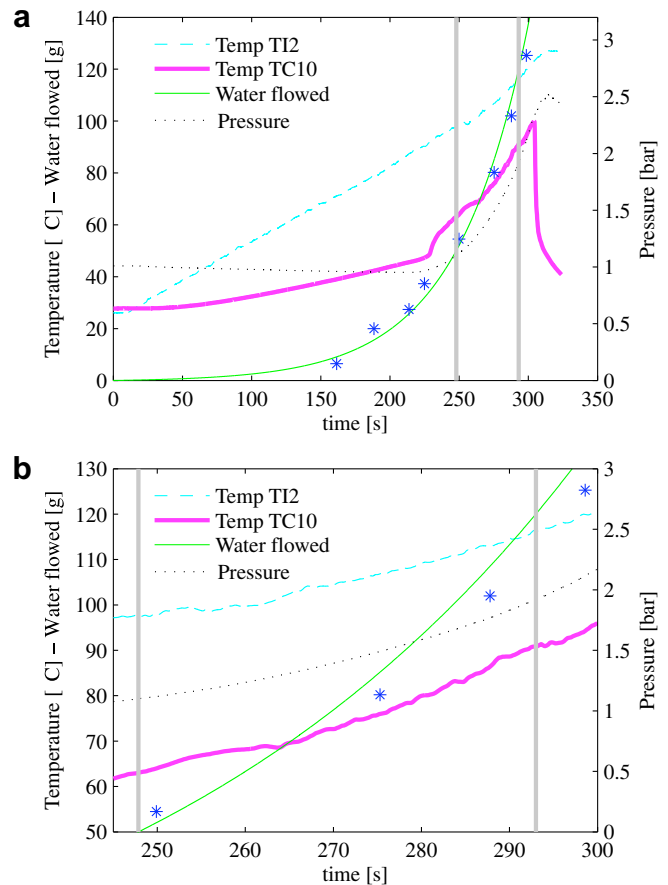 a
Temperature [ C] – Water flowed [g]
140
120
100
80
60
40
20
0
Temp TI2
Temp TC10
Water flowed
Pressure
3
2.5
2
1.5
1
0.5
0
Pressure [bar]
0 50 100 150 200 250 300 350
time [s]
b
Temperature [ C] – Water flowed [g]
130
120
110
100
90
80
70
60
50
Temp TI2
Temp TC10
Water flowed
Pressure
3
2.5
2
1.5
1
0.5
0
Pressure [bar]
250 260 270 280 290 300
time [s]